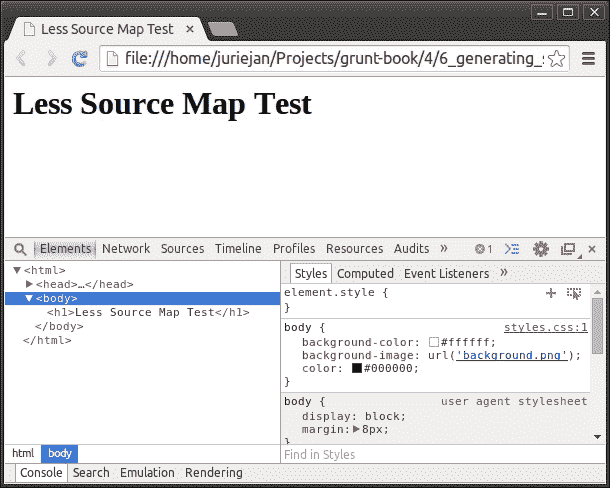 Less Source Map Test
file:///home/juriejan/Projects/grunt-book/4/6_generating_
Less Source Map Test
Elements Network Sources Timeline Profiles Resources Audits » 1
<html>
<head>…</head>
<body>
<h1>Less Source Map Test</h1>
</body>
</html>
Styles Computed Event Listeners »
element.style {
}
body { styles.css:1
background-color: #ffffff;
background-image: url('background.png');
color: #000000;
}
body { user agent stylesheet
display: block;
margin: 8px;
}
Find in Styles
html body
Console Search Emulation Rendering